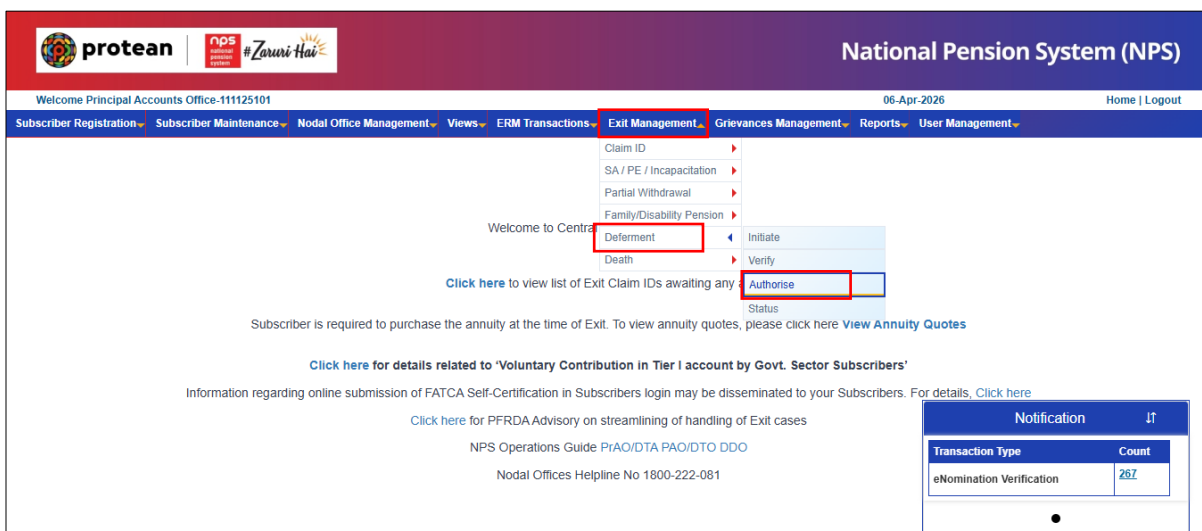 protean
nps
national
pension
system
#Zaruri Hai
National Pension System (NPS)
Welcome Principal Accounts Office-111125101
06-Apr-2026
Home | Logout
Subscriber Registration Subscriber Maintenance Nodal Office Management Views ERM Transactions Exit Management Grievances Management Reports User Management
Claim ID
SA / PE / Incapacitation
Partial Withdrawal
Family/Disability Pension
Welcome to Central
Deferment
Initiate
Death
Verify
Click here to view list of Exit Claim IDs awaiting any
Authorise
Status
Subscriber is required to purchase the annuity at the time of Exit. To view annuity quotes, please click here View Annuity Quotes
Click here for details related to 'Voluntary Contribution in Tier I account by Govt. Sector Subscribers'
Information regarding online submission of FATCA Self-Certification in Subscribers login may be disseminated to your Subscribers. For details, Click here
Click here for PFRDA Advisory on streamlining of handling of Exit cases
NPS Operations Guide PrAO/DTA PAO/DTO DDO
Nodal Offices Helpline No 1800-222-081
Notification
Transaction Type Count
eNomination Verification 267